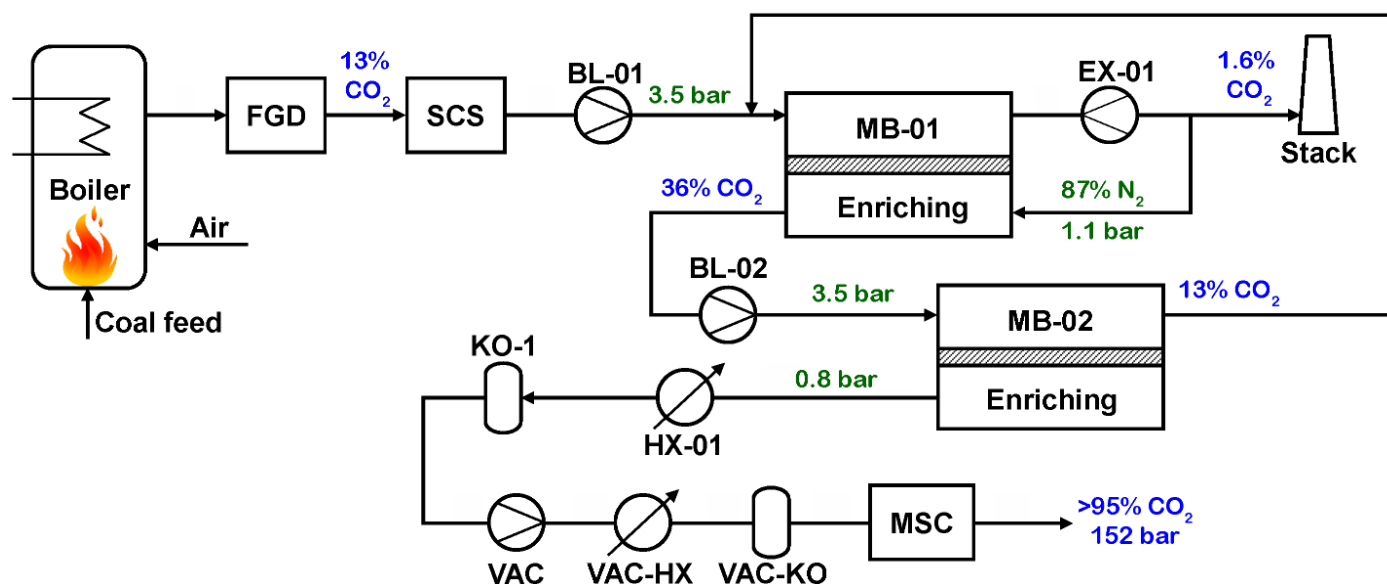 13%
CO₂
BL-01
EX-01
1.6%
CO₂
3.5 bar
FGD
SCS
MB-01
Stack
Boiler
36% CO₂
Enriching
87% N₂
1.1 bar
Air
BL-02
Coal feed
3.5 bar
MB-02
13% CO₂
KO-1
0.8 bar
Enriching
HX-01
MSC
>95% CO₂
152 bar
VAC
VAC-HX
VAC-KO